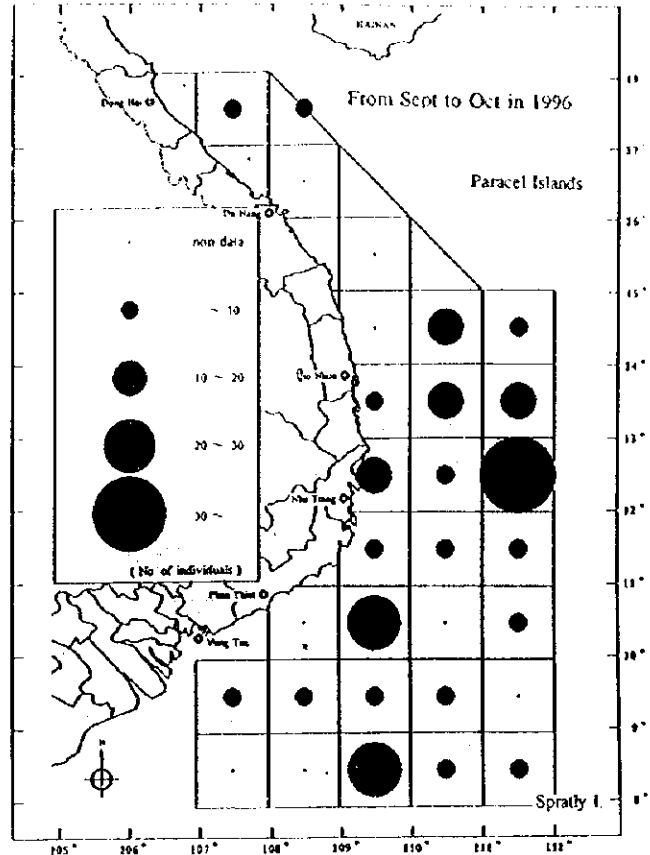 HAINAN
From Sept to Oct in 1996
Dong Hoi
Paracel Islands
Da Nang
non data
~ 10
10 ~ 20
20 ~ 30
30 ~
( No of individuals )
Qui Nhon
Nha Trang
Phan Thiet
Vung Tau
Spratly I.
N
19
18
17
16
15
14
13
12
11
10
9
8
105°
106°
107°
108°
109°
110°
111°
112